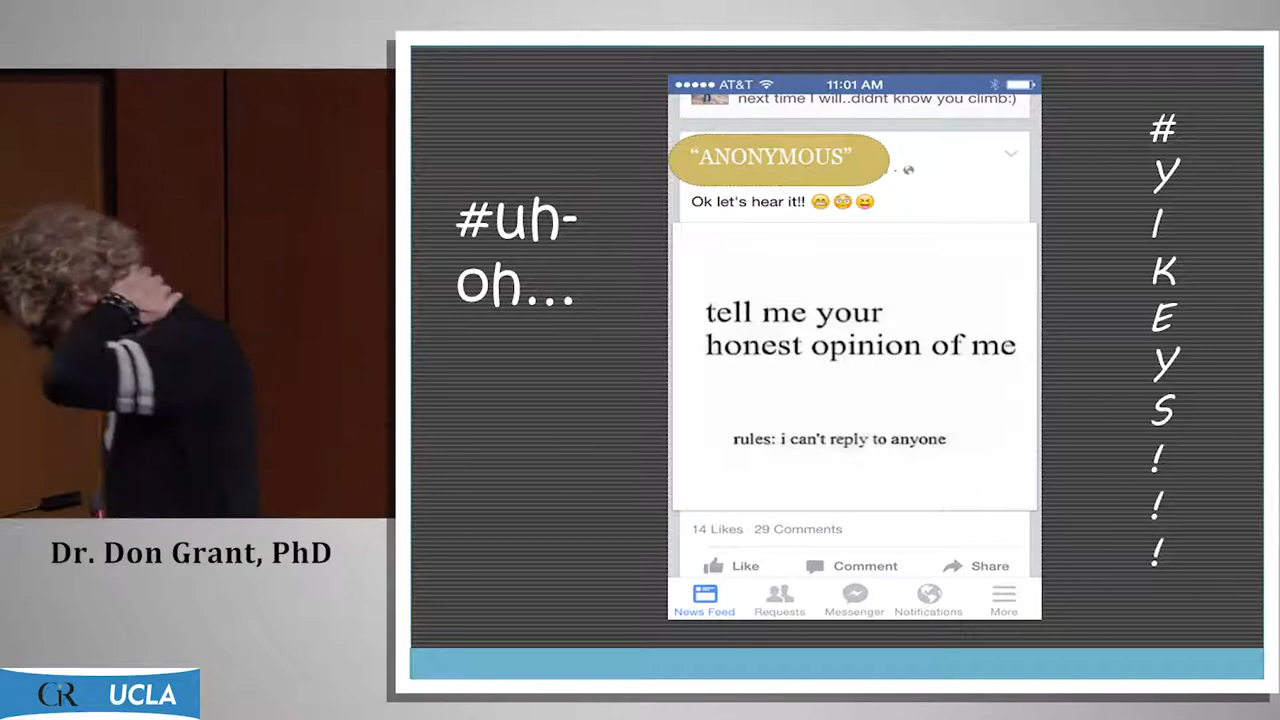 #uh-
oh...
AT&T 11:01 AM
next time I will..didnt know you climb:)
“ANONYMOUS”
Ok let's hear it!! 😁😳😝
tell me your
honest opinion of me
rules: i can't reply to anyone
14 Likes 29 Comments
Like Comment Share
News Feed Requests Messenger Notifications More
#
Y
I
K
E
Y
S
!
!
!
Dr. Don Grant, PhD
CiR UCLA